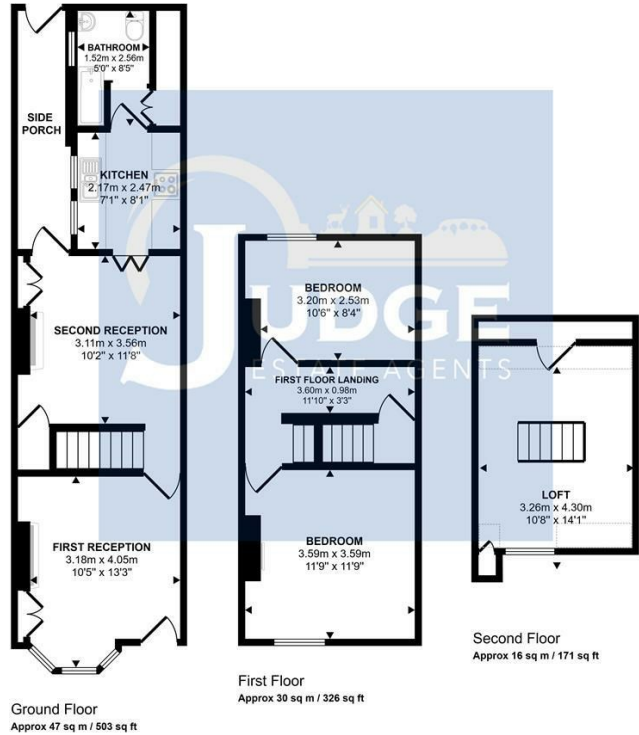 BATHROOM
1.52m x 2.56m
5'0" x 8'5"
SIDE
PORCH
KITCHEN
2.17m x 2.47m
7'1" x 8'1"
SECOND RECEPTION
3.11m x 3.56m
10'2" x 11'8"
FIRST RECEPTION
3.18m x 4.05m
10'5" x 13'3"
Ground Floor
Approx 47 sq m / 503 sq ft
BEDROOM
3.20m x 2.53m
10'6" x 8'4"
FIRST FLOOR LANDING
3.60m x 0.98m
11'10" x 3'3"
BEDROOM
3.59m x 3.59m
11'9" x 11'9"
First Floor
Approx 30 sq m / 326 sq ft
LOFT
3.26m x 4.30m
10'8" x 14'1"
Second Floor
Approx 16 sq m / 171 sq ft
JUDGE
ESTATE AGENTS